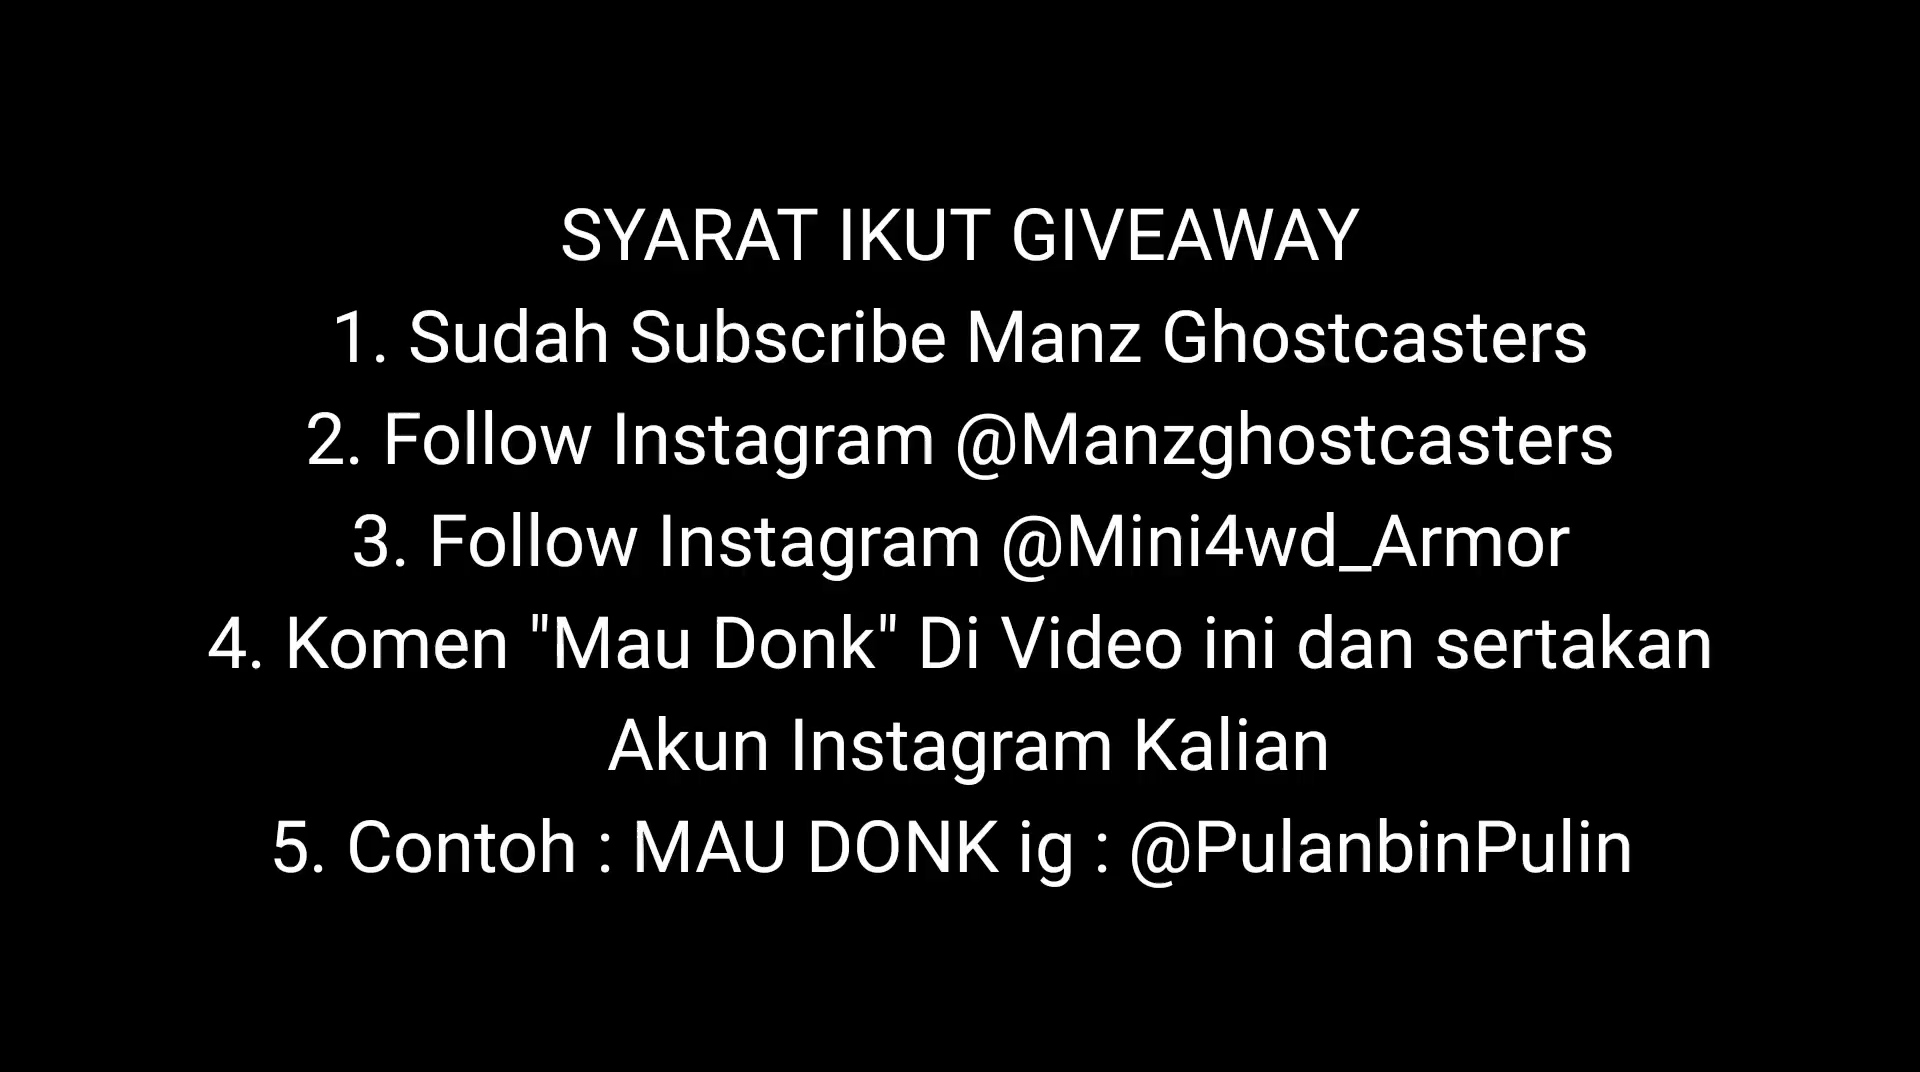 SYARAT IKUT GIVEAWAY
1. Sudah Subscribe Manz Ghostcasters
2. Follow Instagram @Manzghostcasters
3. Follow Instagram @Mini4wd_Armor
4. Komen "Mau Donk" Di Video ini dan sertakan
Akun Instagram Kalian
5. Contoh : MAU DONK ig : @PulanbinPulin